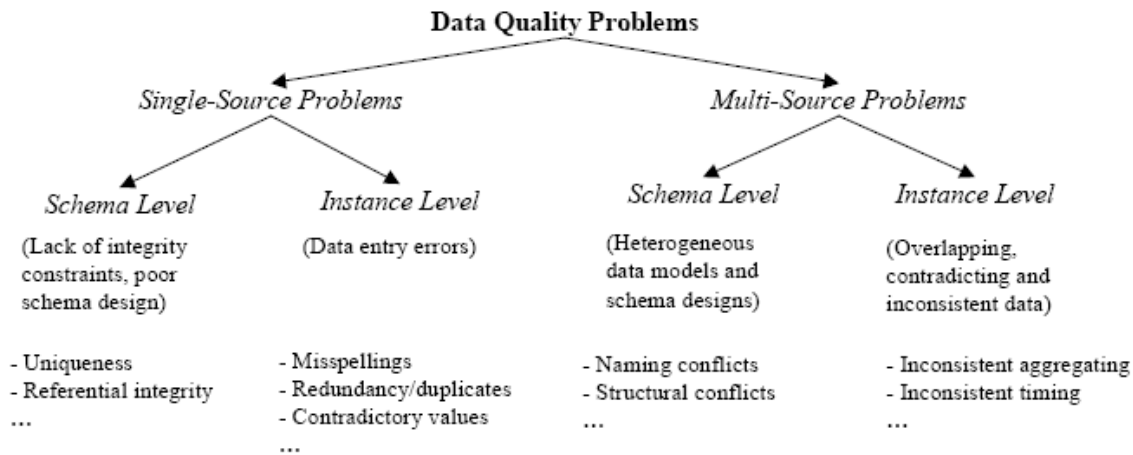 Data Quality Problems
Single-Source Problems
Multi-Source Problems
Schema Level
Instance Level
Schema Level
Instance Level
(Lack of integrity
constraints, poor
schema design)
(Data entry errors)
(Heterogeneous
data models and
schema designs)
(Overlapping,
contradicting and
inconsistent data)
- Uniqueness
- Referential integrity
...
- Misspellings
- Redundancy/duplicates
- Contradictory values
...
- Naming conflicts
- Structural conflicts
...
- Inconsistent aggregating
- Inconsistent timing
...